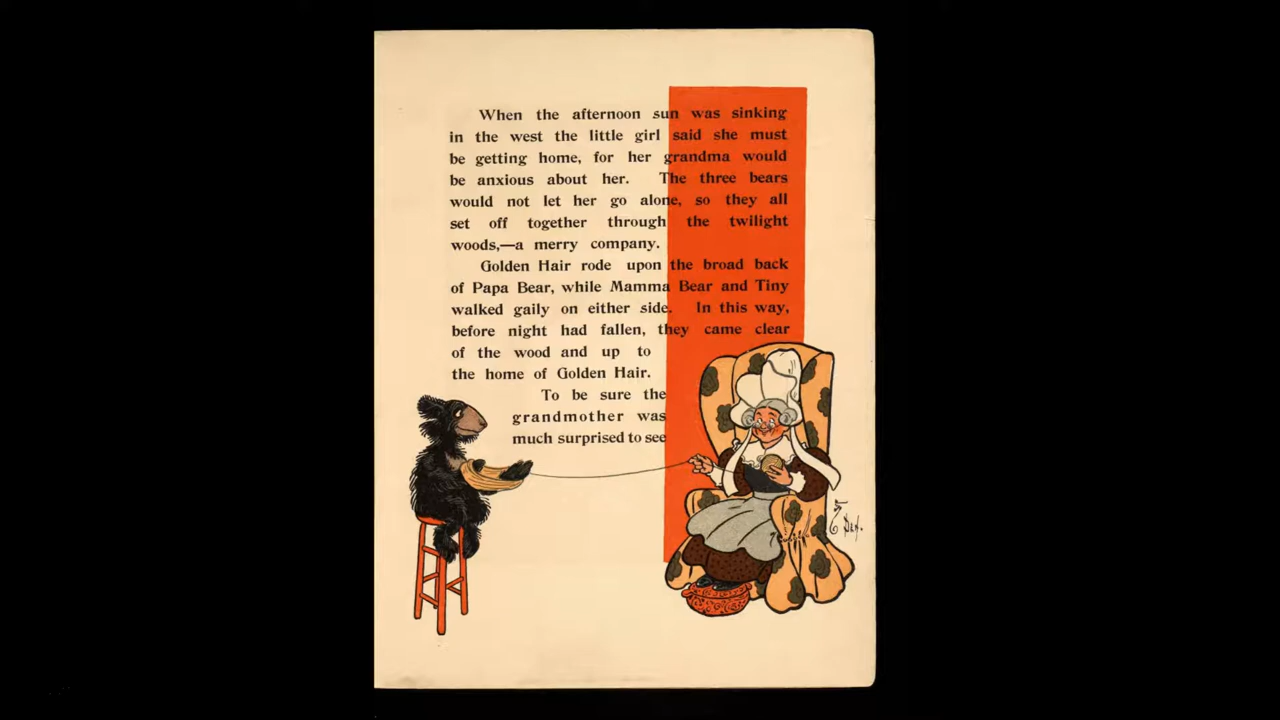 When the afternoon sun was sinking
in the west the little girl said she must
be getting home, for her grandma would
be anxious about her. The three bears
would not let her go alone, so they all
set off together through the twilight
woods,—a merry company.
Golden Hair rode upon the broad back
of Papa Bear, while Mamma Bear and Tiny
walked gaily on either side. In this way,
before night had fallen, they came clear
of the wood and up to
the home of Golden Hair.
To be sure the
grandmother was
much surprised to see
Den.